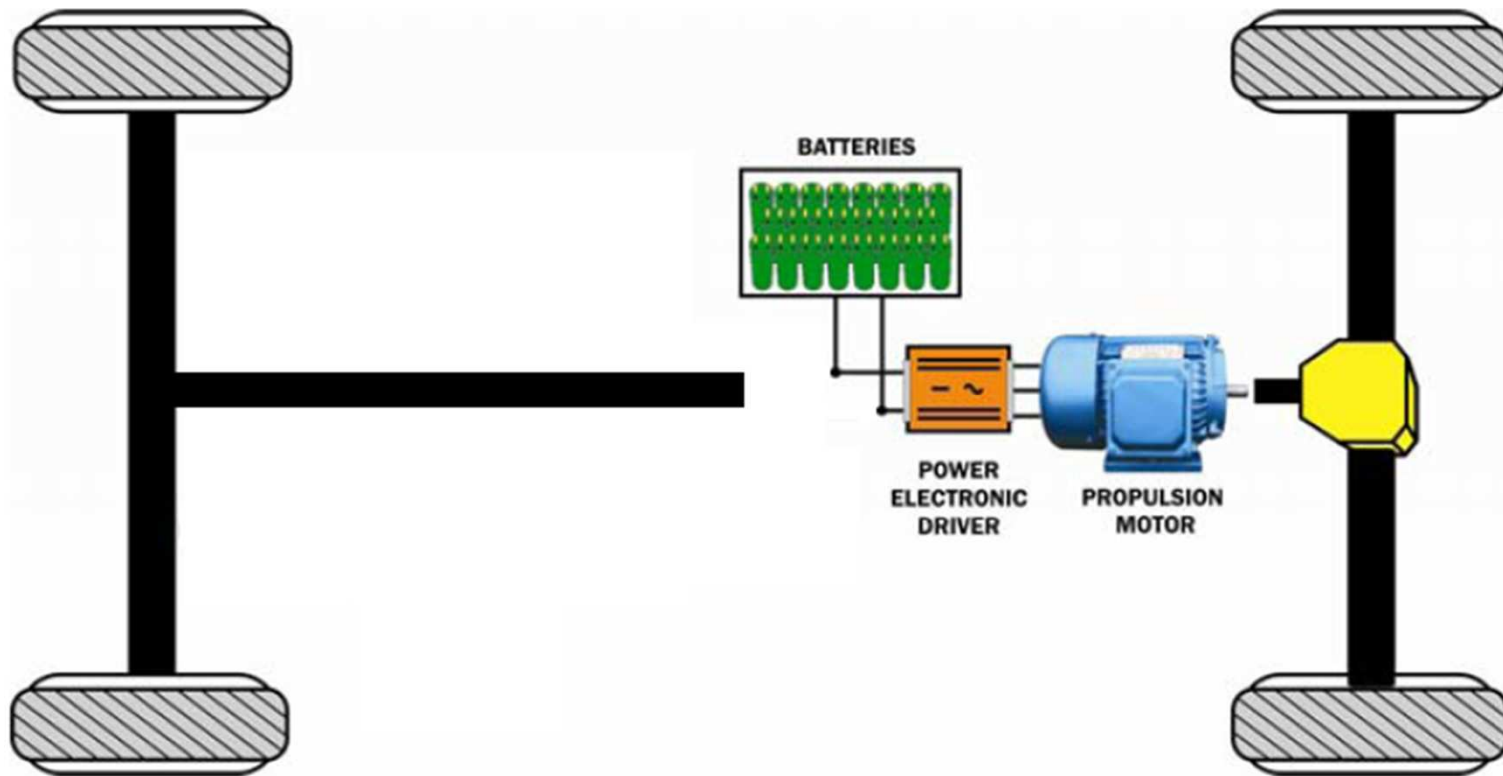 BATTERIES
POWER
ELECTRONIC
DRIVER
PROPULSION
MOTOR